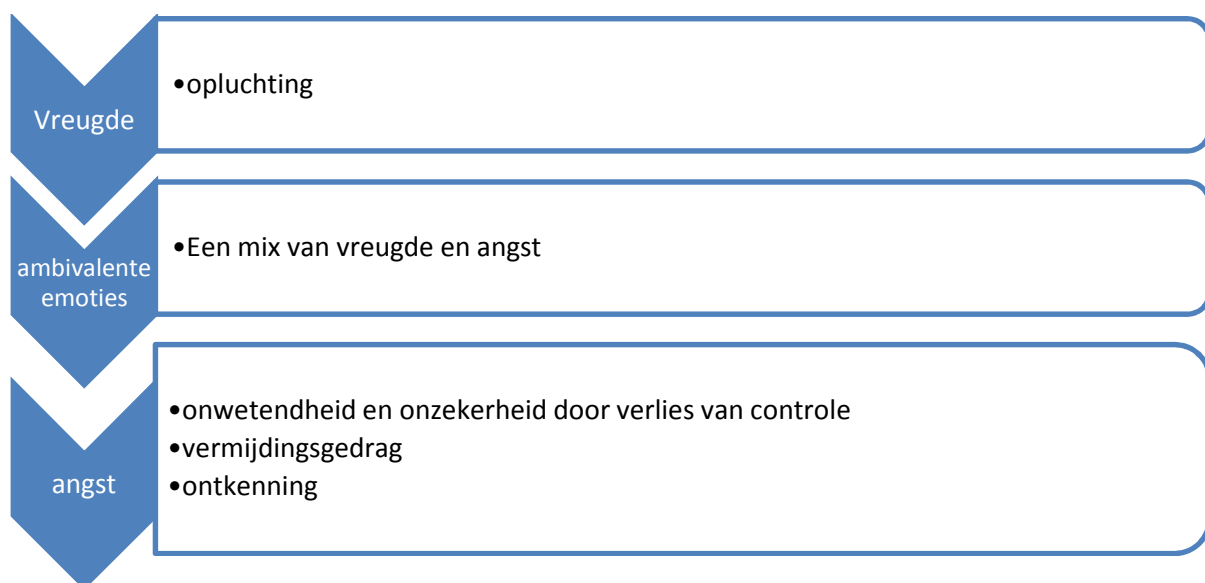 Vreugde
•opluchting
ambivalente
emoties
•Een mix van vreugde en angst
angst
•onwetendheid en onzekerheid door verlies van controle
•vermijdingsgedrag
•ontkenning